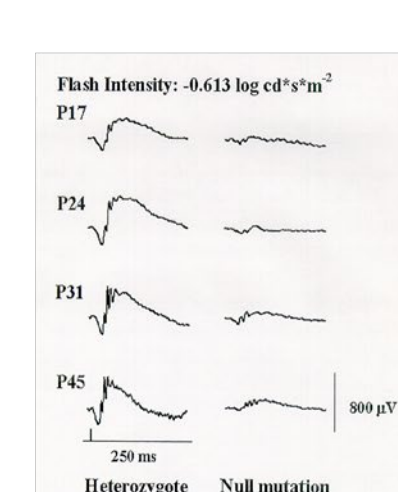 Flash Intensity: -0.613 log cd*s*m-2
P17
P24
P31
P45
800 µV
250 ms
Heterozygote Null mutation